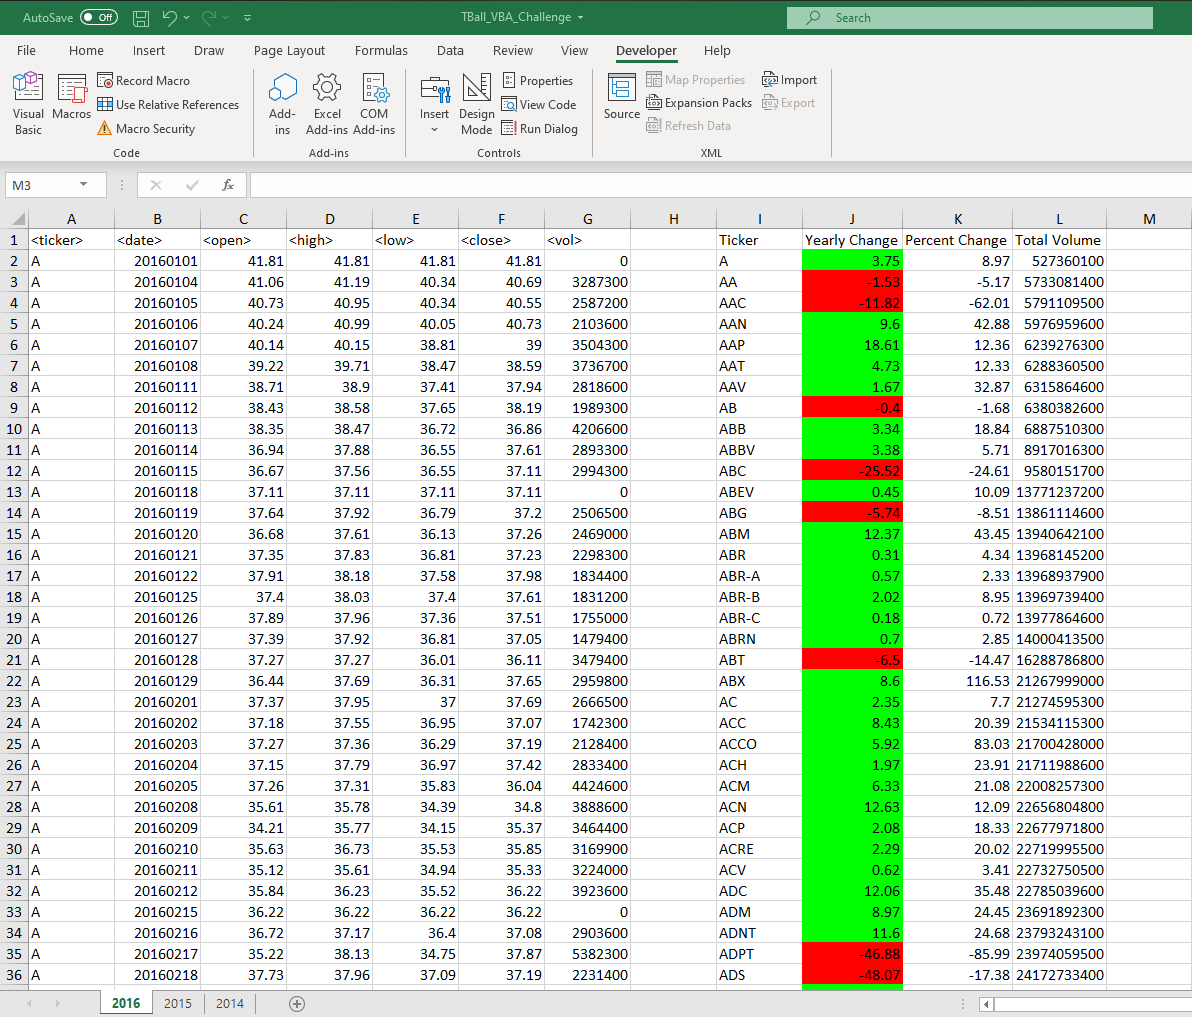 AutoSave Off TBall_VBA_Challenge Search
File Home Insert Draw Page Layout Formulas Data Review View Developer Help
Visual Basic Macros Record Macro Use Relative References Macro Security
Add-ins Excel Add-ins COM Add-ins
Insert Design Mode Properties View Code Run Dialog
Source Map Properties Expansion Packs Refresh Data Import Export
Code Add-ins Controls XML
M3 fx
A B C D E F G H I J K L M
1 <ticker> <date> <open> <high> <low> <close> <vol> Ticker Yearly Change Percent Change Total Volume
2 A 20160101 41.81 41.81 41.81 41.81 0 A 3.75 8.97 527360100
3 A 20160104 41.06 41.19 40.34 40.69 3287300 AA -1.53 -5.17 5733081400
4 A 20160105 40.73 40.95 40.34 40.55 2587200 AAC -11.82 -62.01 5791109500
5 A 20160106 40.24 40.99 40.05 40.73 2103600 AAN 9.6 42.88 5976959600
6 A 20160107 40.14 40.15 38.81 39 3504300 AAP 18.61 12.36 6239276300
7 A 20160108 39.22 39.71 38.47 38.59 3736700 AAT 4.73 12.33 6288360500
8 A 20160111 38.71 38.9 37.41 37.94 2818600 AAV 1.67 32.87 6315864600
9 A 20160112 38.43 38.58 37.65 38.19 1989300 AB -0.4 -1.68 6380382600
10 A 20160113 38.35 38.47 36.72 36.86 4206600 ABB 3.34 18.84 6887510300
11 A 20160114 36.94 37.88 36.55 37.61 2893300 ABBV 3.38 5.71 8917016300
12 A 20160115 36.67 37.56 36.55 37.11 2994300 ABC -25.52 -24.61 9580151700
13 A 20160118 37.11 37.11 37.11 37.11 0 ABEV 0.45 10.09 13771237200
14 A 20160119 37.64 37.92 36.79 37.2 2506500 ABG -5.74 -8.51 13861114600
15 A 20160120 36.68 37.61 36.13 37.26 2469000 ABM 12.37 43.45 13940642100
16 A 20160121 37.35 37.83 36.81 37.23 2298300 ABR 0.31 4.34 13968145200
17 A 20160122 37.91 38.18 37.58 37.98 1834400 ABR-A 0.57 2.33 13968937900
18 A 20160125 37.4 38.03 37.4 37.61 1831200 ABR-B 2.02 8.95 13969739400
19 A 20160126 37.89 37.96 37.36 37.51 1755000 ABR-C 0.18 0.72 13977864600
20 A 20160127 37.39 37.92 36.81 37.05 1479400 ABRN 0.7 2.85 14000413500
21 A 20160128 37.27 37.27 36.01 36.11 3479400 ABT -6.5 -14.47 16288786800
22 A 20160129 36.44 37.69 36.31 37.65 2959800 ABX 8.6 116.53 21267999000
23 A 20160201 37.37 37.95 37 37.69 2666500 AC 2.35 7.7 21274595300
24 A 20160202 37.18 37.55 36.95 37.07 1742300 ACC 8.43 20.39 21534115300
25 A 20160203 37.27 37.36 36.29 37.19 2128400 ACCO 5.92 83.03 21700428000
26 A 20160204 37.15 37.79 36.97 37.42 2833400 ACH 1.97 23.91 21711988600
27 A 20160205 37.26 37.31 35.83 36.04 4424600 ACM 6.33 21.08 22008257300
28 A 20160208 35.61 35.78 34.39 34.8 3888600 ACN 12.63 12.09 22656804800
29 A 20160209 34.21 35.77 34.15 35.37 3464400 ACP 2.08 18.33 22677971800
30 A 20160210 35.63 36.73 35.53 35.85 3169900 ACRE 2.29 20.02 22719995500
31 A 20160211 35.12 35.61 34.94 35.33 3224000 ACV 0.62 3.41 22732750500
32 A 20160212 35.84 36.23 35.52 36.22 3923600 ADC 12.06 35.48 22785039600
33 A 20160215 36.22 36.22 36.22 36.22 0 ADM 8.97 24.45 23691892300
34 A 20160216 36.72 37.17 36.4 37.08 2903600 ADNT 11.6 24.68 23793243100
35 A 20160217 35.22 38.13 34.75 37.87 5382300 ADPT -46.88 -85.99 23974059500
36 A 20160218 37.73 37.96 37.09 37.19 2231400 ADS -48.07 -17.38 24172733400
2016 2015 2014